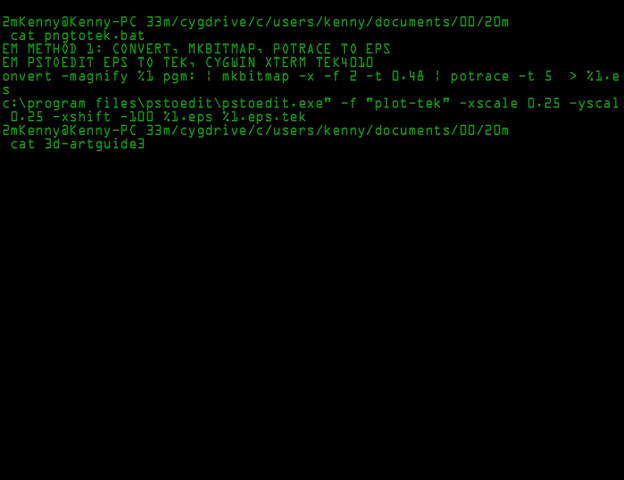 2mKenny@Kenny-PC 33m/cygdrive/c/users/kenny/documents/00/20m
cat pngtotek.bat
EM METHOD 1: CONVERT, MKBITMAP, POTRACE TO EPS
EM PSTOEDIT EPS TO TEK, CYGWIN XTERM TEK4010
onvert -magnify %1 pgm: | mkbitmap -x -f 2 -t 0.48 | potrace -t 5  > %1.e
s
c:\program files\pstoedit\pstoedit.exe" -f "plot-tek" -xscale 0.25 -yscal
0.25 -xshift -100 %1.eps %1.eps.tek
2mKenny@Kenny-PC 33m/cygdrive/c/users/kenny/documents/00/20m
cat 3d-artguide3